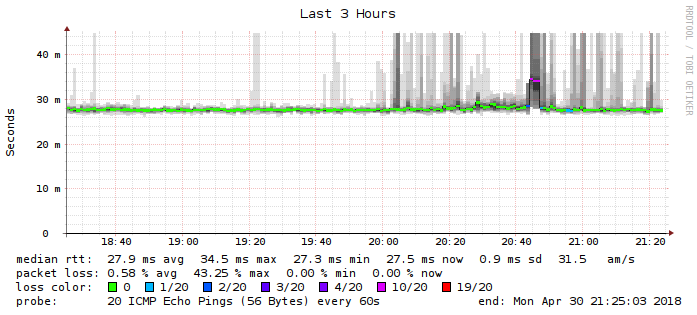 Last 3 Hours
RRDTOOL / TOBI OETIKER
Seconds
40 m
30 m
20 m
10 m
0
18:40 19:00 19:20 19:40 20:00 20:20 20:40 21:00 21:20
median rtt: 27.9 ms avg 34.5 ms max 27.3 ms min 27.5 ms now 0.9 ms sd 31.5 am/s
packet loss: 0.58 % avg 43.25 % max 0.00 % min 0.00 % now
loss color: 0 1/20 2/20 3/20 4/20 10/20 19/20
probe: 20 ICMP Echo Pings (56 Bytes) every 60s end: Mon Apr 30 21:25:03 2018